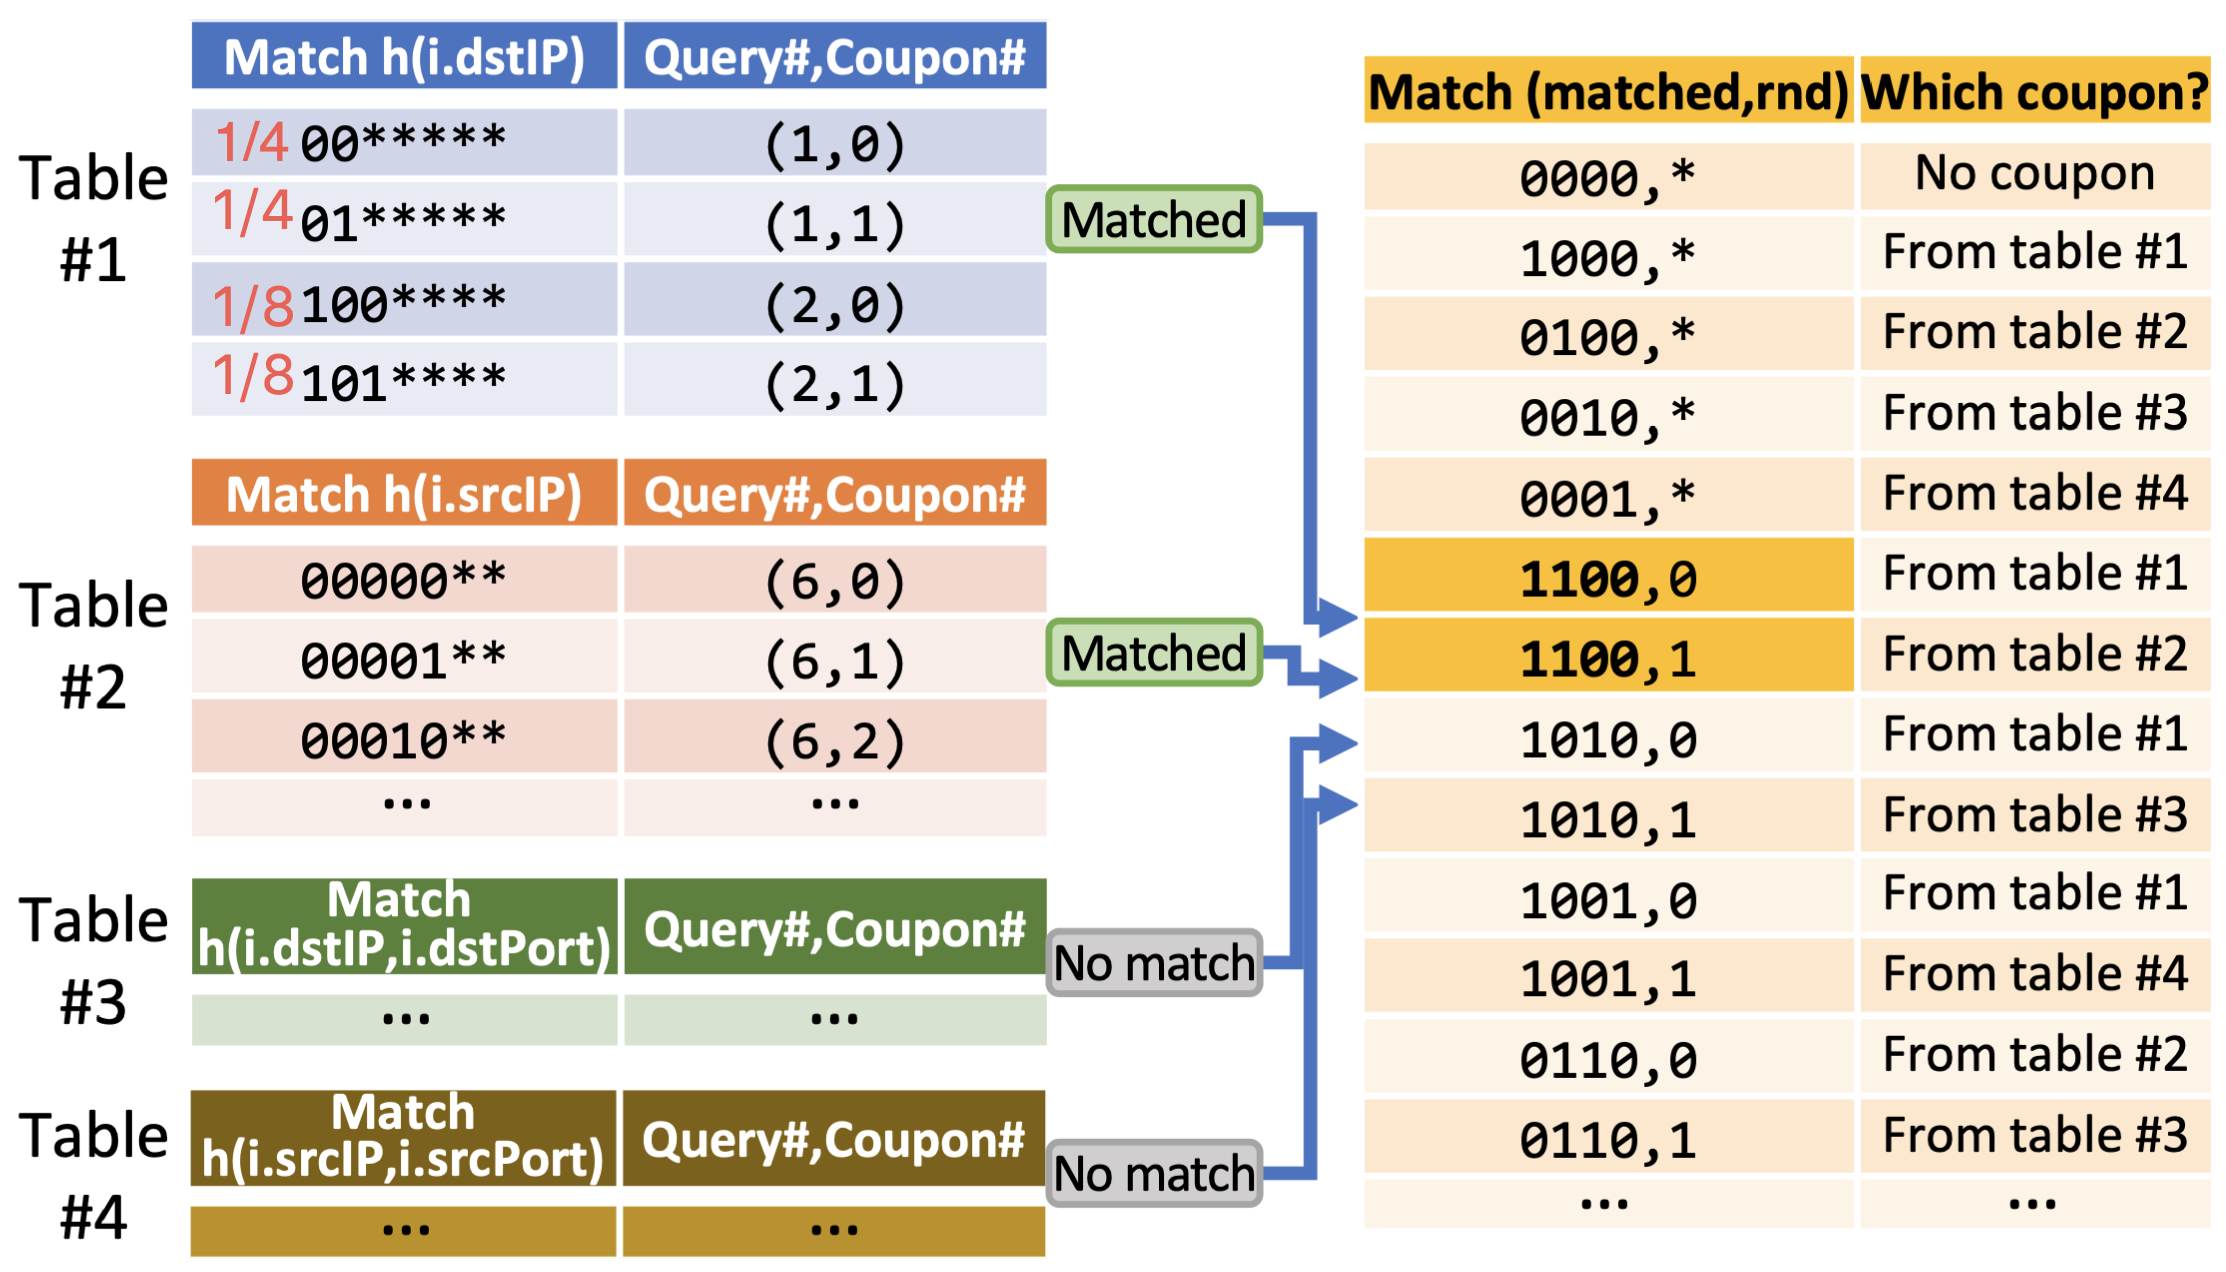 Table
#1
Match h(i.dstIP) Query#,Coupon#
1/4 00***** (1,0)
1/4 01***** (1,1)
1/8 100**** (2,0)
1/8 101**** (2,1)
Matched
Table
#2
Match h(i.srcIP) Query#,Coupon#
00000** (6,0)
00001** (6,1)
00010** (6,2)
... ...
Matched
Table
#3
Match
h(i.dstIP,i.dstPort) Query#,Coupon#
... ...
No match
Table
#4
Match
h(i.srcIP,i.srcPort) Query#,Coupon#
... ...
No match
Match (matched,rnd) Which coupon?
0000,* No coupon
1000,* From table #1
0100,* From table #2
0010,* From table #3
0001,* From table #4
1100,0 From table #1
1100,1 From table #2
1010,0 From table #1
1010,1 From table #3
1001,0 From table #1
1001,1 From table #4
0110,0 From table #2
0110,1 From table #3
... ...